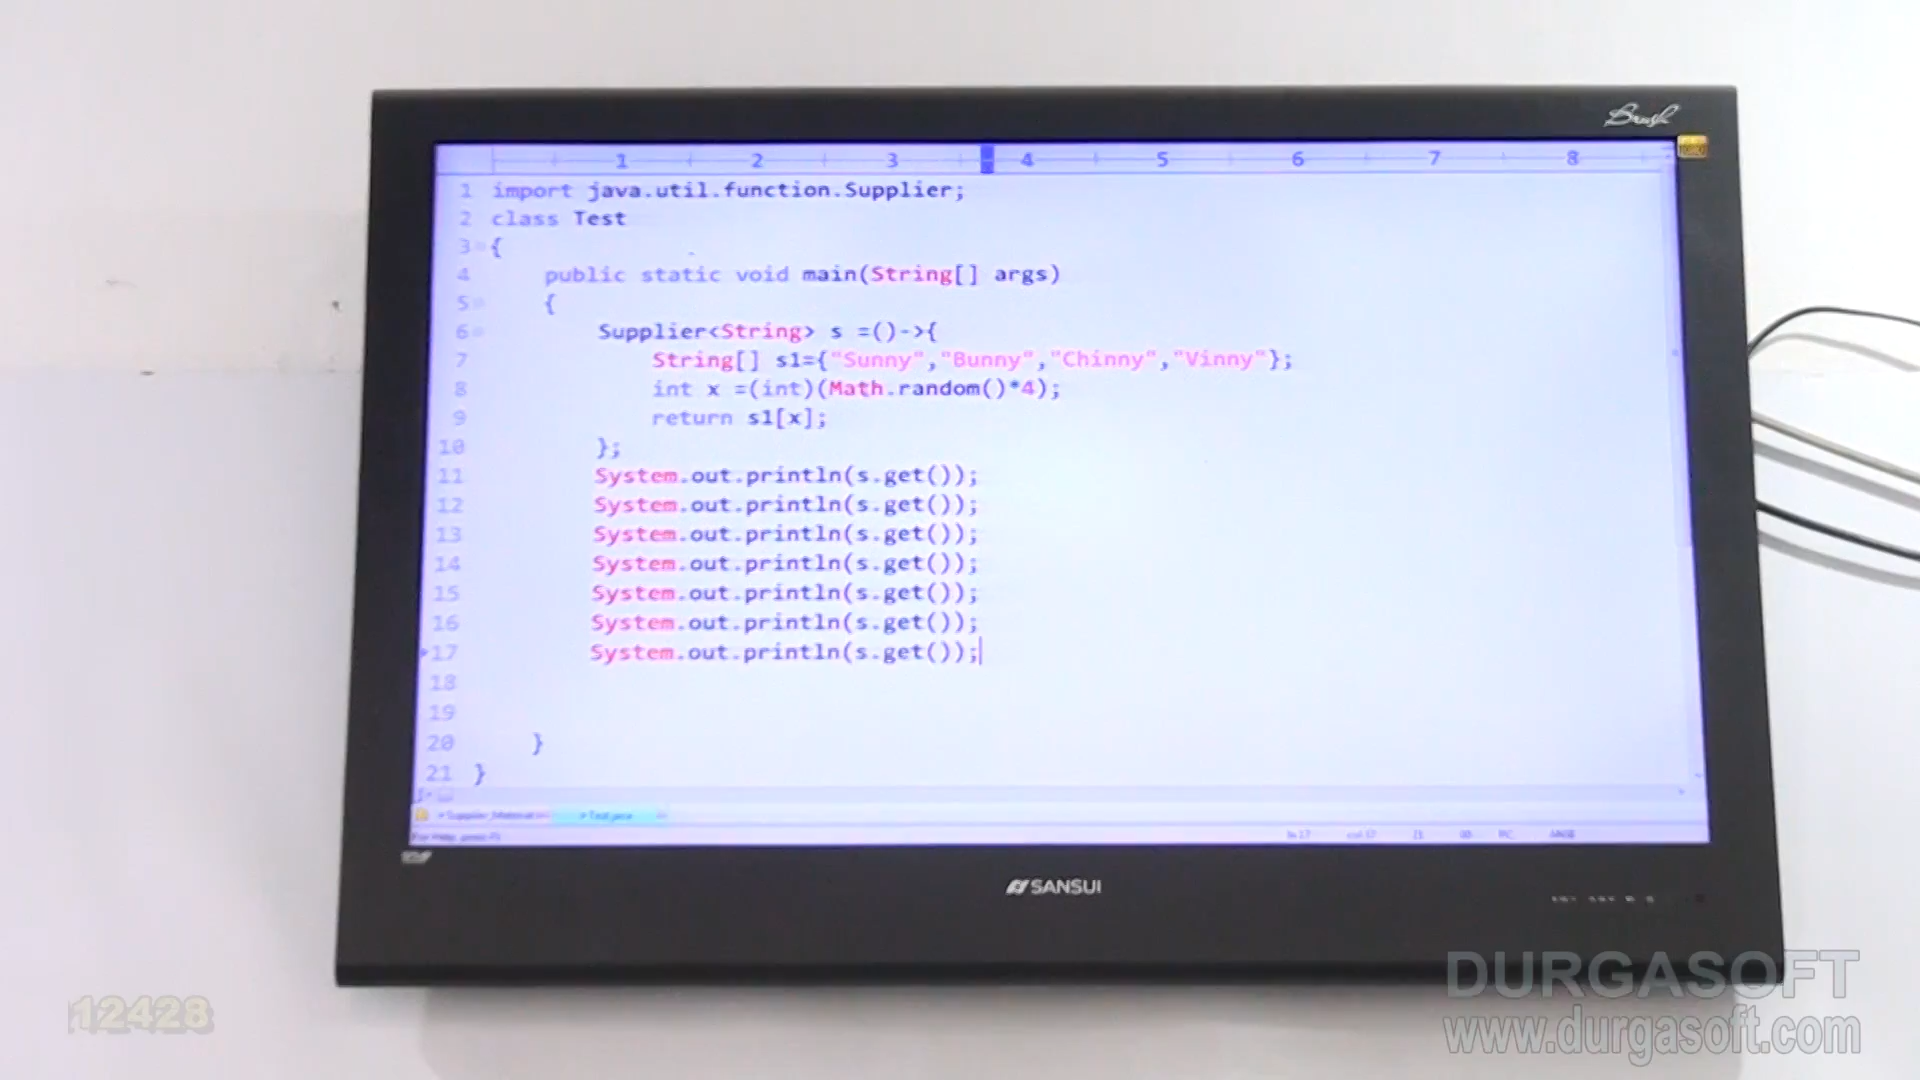 Brush
1 2 3 4 5 6 7 8
1 import java.util.function.Supplier;
2 class Test
3 {
4 public static void main(String[] args)
5 {
6 Supplier<String> s =()->{
7 String[] s1={"Sunny","Bunny","Chinny","Vinny"};
8 int x =(int)(Math.random()*4);
9 return s1[x];
10 };
11 System.out.println(s.get());
12 System.out.println(s.get());
13 System.out.println(s.get());
14 System.out.println(s.get());
15 System.out.println(s.get());
16 System.out.println(s.get());
17 System.out.println(s.get());
18
19
20 }
21 }
Test.java
SANSUI
DURGASOFT
www.durgasoft.com
12428